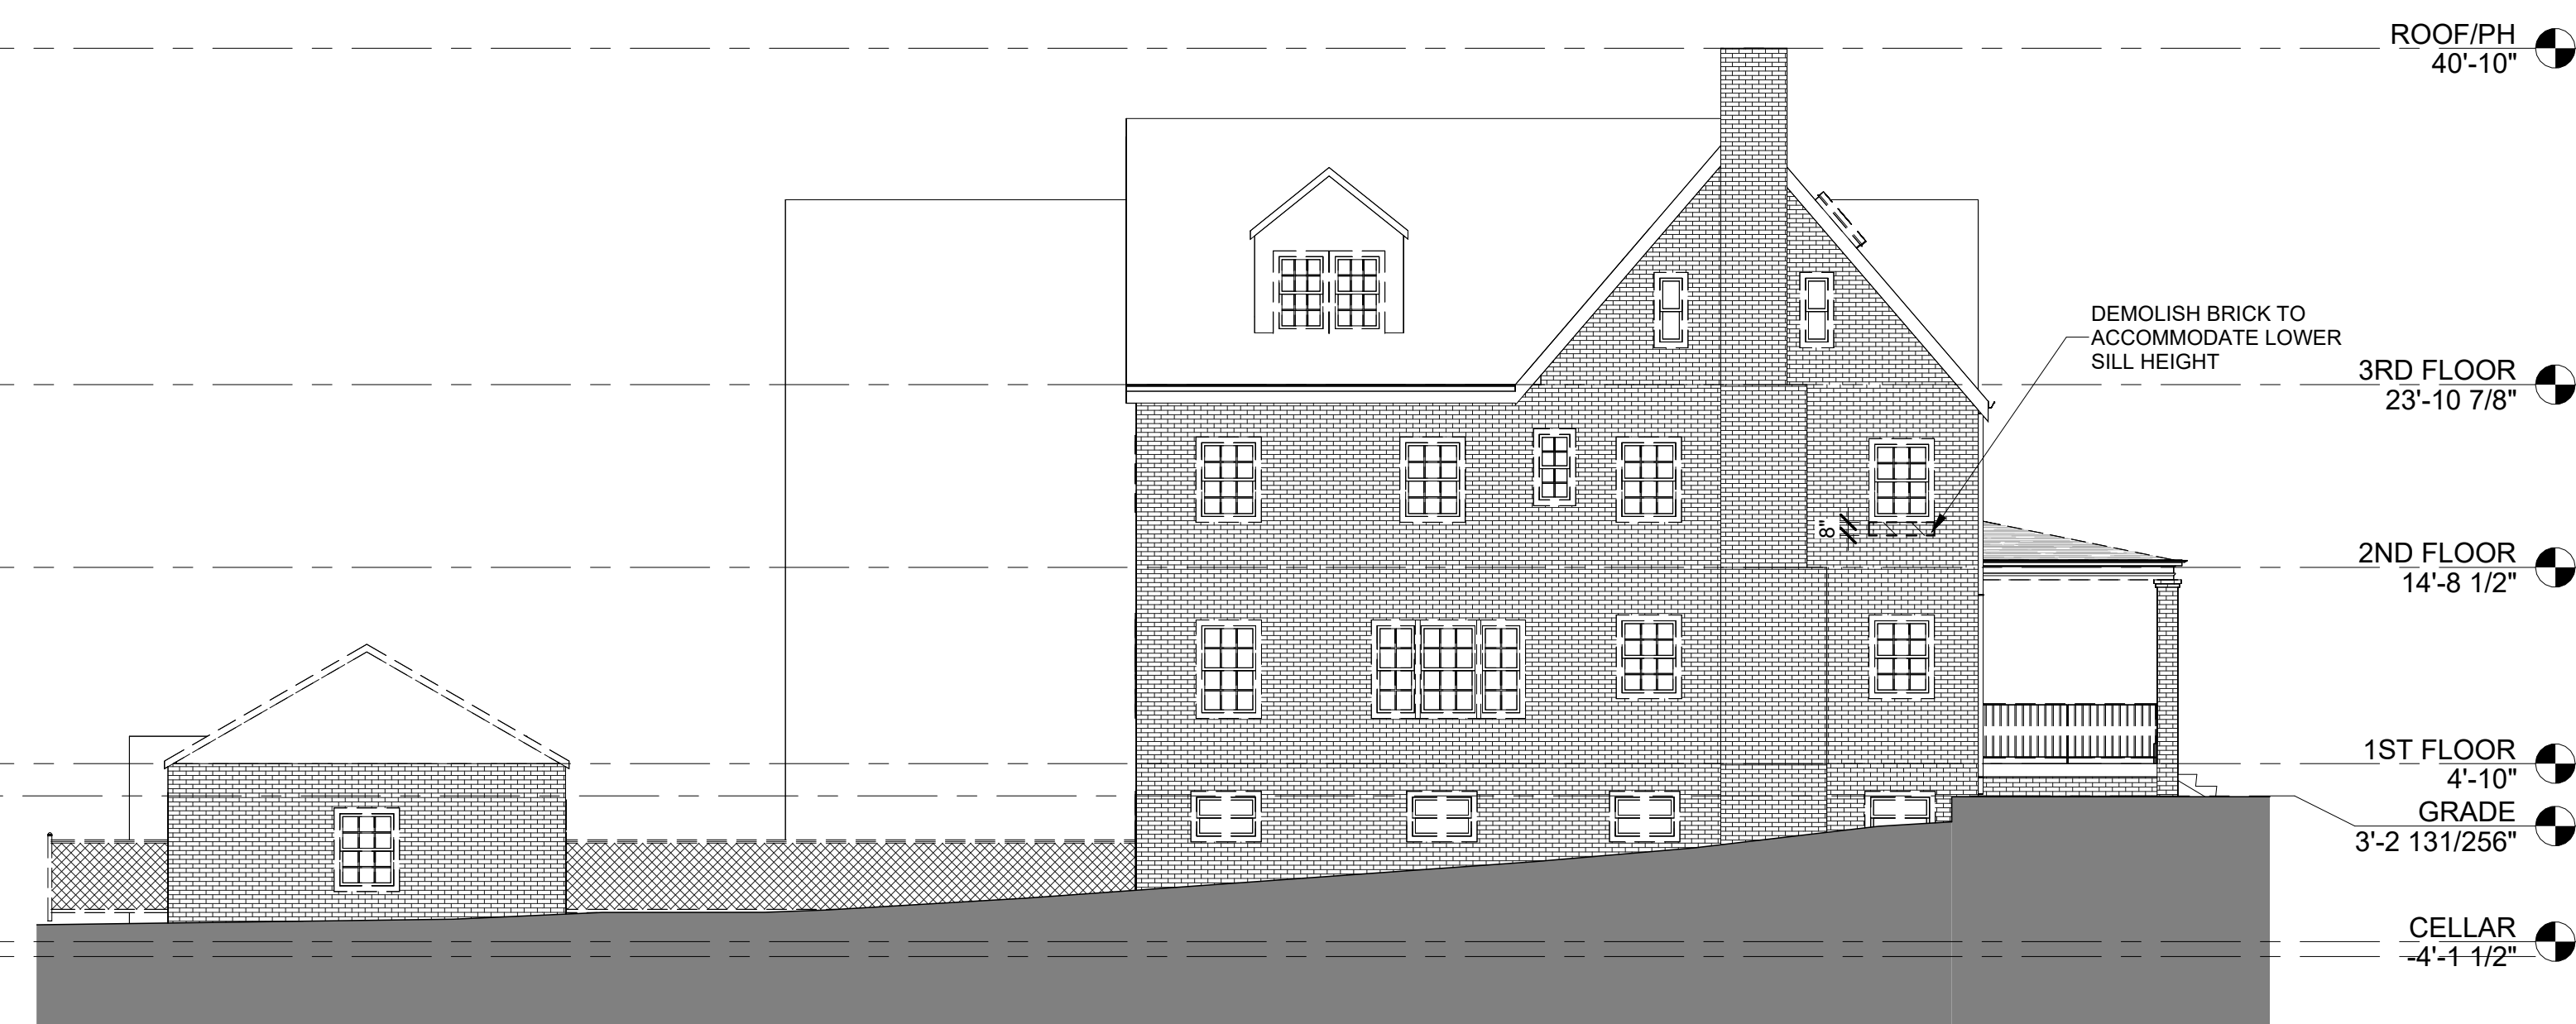 ROOF/PH
40'-10"
DEMOLISH BRICK TO
ACCOMMODATE LOWER
SILL HEIGHT
3RD FLOOR
23'-10 7/8"
8"
2ND FLOOR
14'-8 1/2"
1ST FLOOR
4'-10"
GRADE
3'-2 131/256"
CELLAR
-4'-1 1/2"